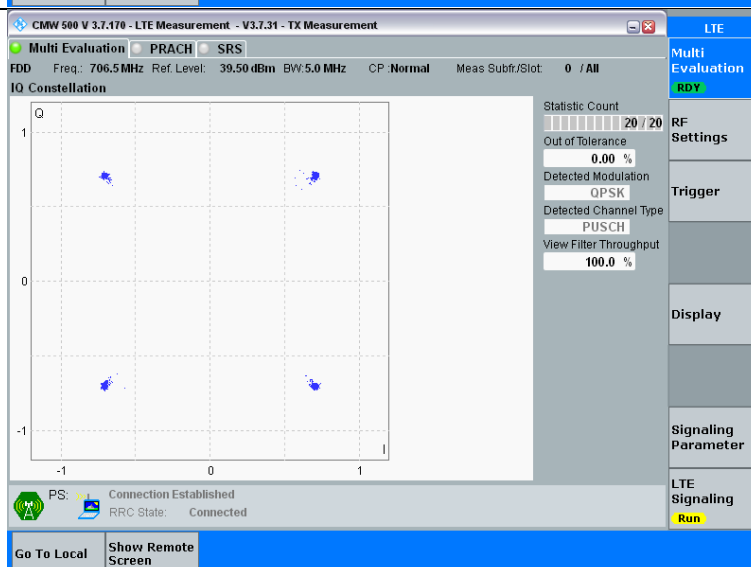 CMW 500 V 3.7.170 - LTE Measurement - V3.7.31 - TX Measurement
LTE
Multi Evaluation PRACH SRS
Multi Evaluation
RDY
FDD Freq.: 706.5 MHz Ref. Level: 39.50 dBm BW: 5.0 MHz CP : Normal Meas Subfr./Slot: 0 / All
IQ Constellation
Q
1
0
-1
I
-1 0 1
Statistic Count
20 / 20
Out of Tolerance
0.00 %
Detected Modulation
QPSK
Detected Channel Type
PUSCH
View Filter Throughput
100.0 %
RF
Settings
Trigger
Display
Signaling
Parameter
LTE
Signaling
Run
PS: Connection Established
RRC State: Connected
Go To Local
Show Remote
Screen